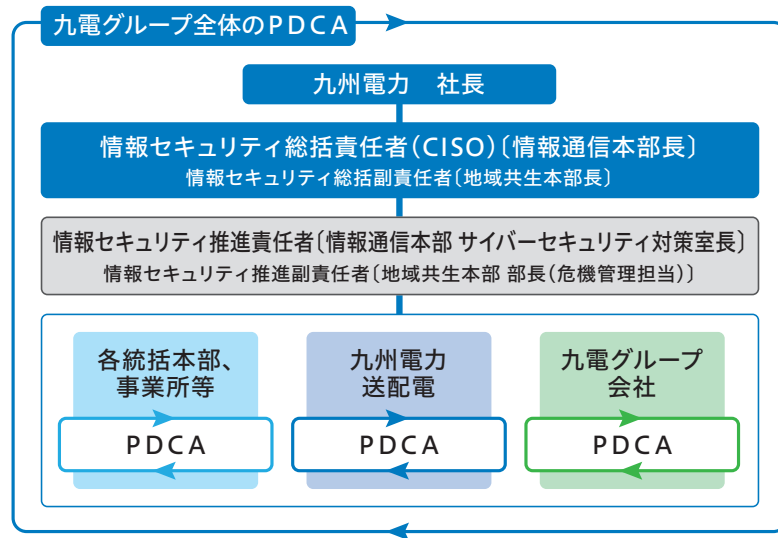 九電グループ全体のPDCA
九州電力 社長
情報セキュリティ総括責任者(CISO)〔情報通信本部長〕
情報セキュリティ総括副責任者〔地域共生本部長〕
情報セキュリティ推進責任者〔情報通信本部 サイバーセキュリティ対策室長〕
情報セキュリティ推進副責任者〔地域共生本部 部長(危機管理担当)〕
各統括本部、
事業所等
PDCA
九州電力
送配電
PDCA
九電グループ
会社
PDCA